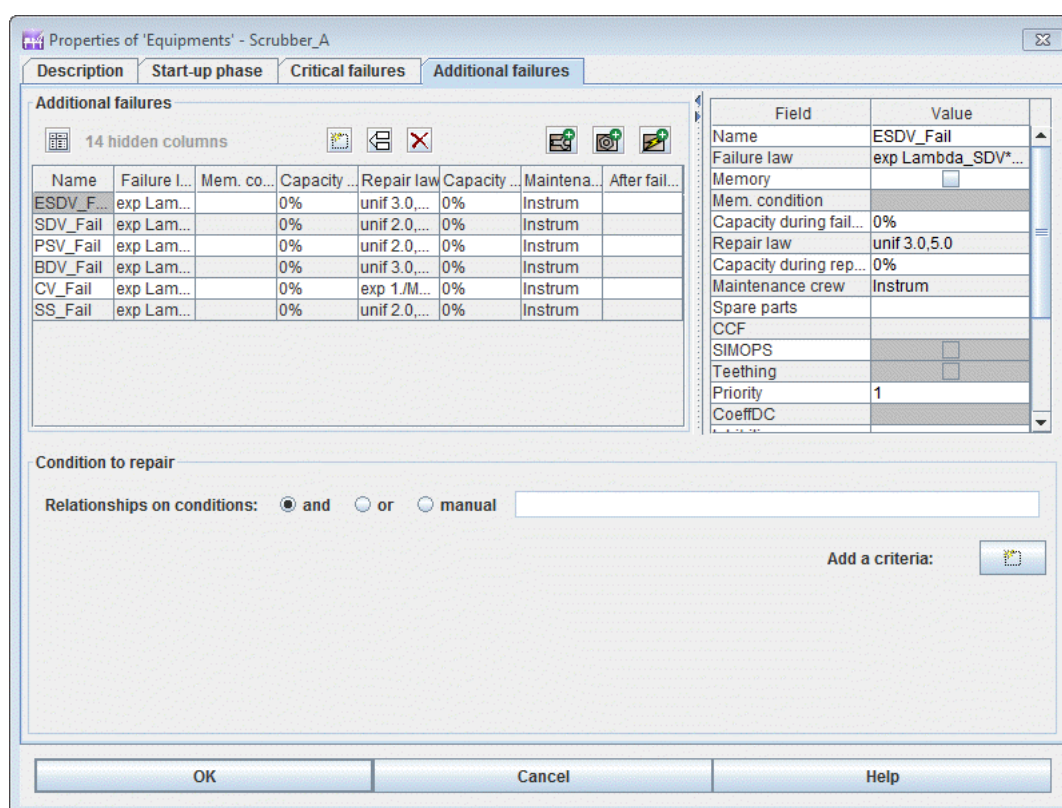 Properties of 'Equipments' - Scrubber_A
Description Start-up phase Critical failures Additional failures
Additional failures
14 hidden columns
Name Failure l... Mem. co... Capacity ... Repair law Capacity ... Maintena... After fail...
ESDV_F... exp Lam... 0% unif 3.0,... 0% Instrum
SDV_Fail exp Lam... 0% unif 2.0,... 0% Instrum
PSV_Fail exp Lam... 0% unif 2.0,... 0% Instrum
BDV_Fail exp Lam... 0% unif 3.0,... 0% Instrum
CV_Fail exp Lam... 0% exp 1./M... 0% Instrum
SS_Fail exp Lam... 0% unif 2.0,... 0% Instrum
Field Value
Name ESDV_Fail
Failure law exp Lambda_SDV*...
Memory
Mem. condition
Capacity during fail... 0%
Repair law unif 3.0,5.0
Capacity during rep... 0%
Maintenance crew Instrum
Spare parts
CCF
SIMOPS
Teething
Priority 1
CoeffDC
Condition to repair
Relationships on conditions: and or manual
Add a criteria:
OK Cancel Help